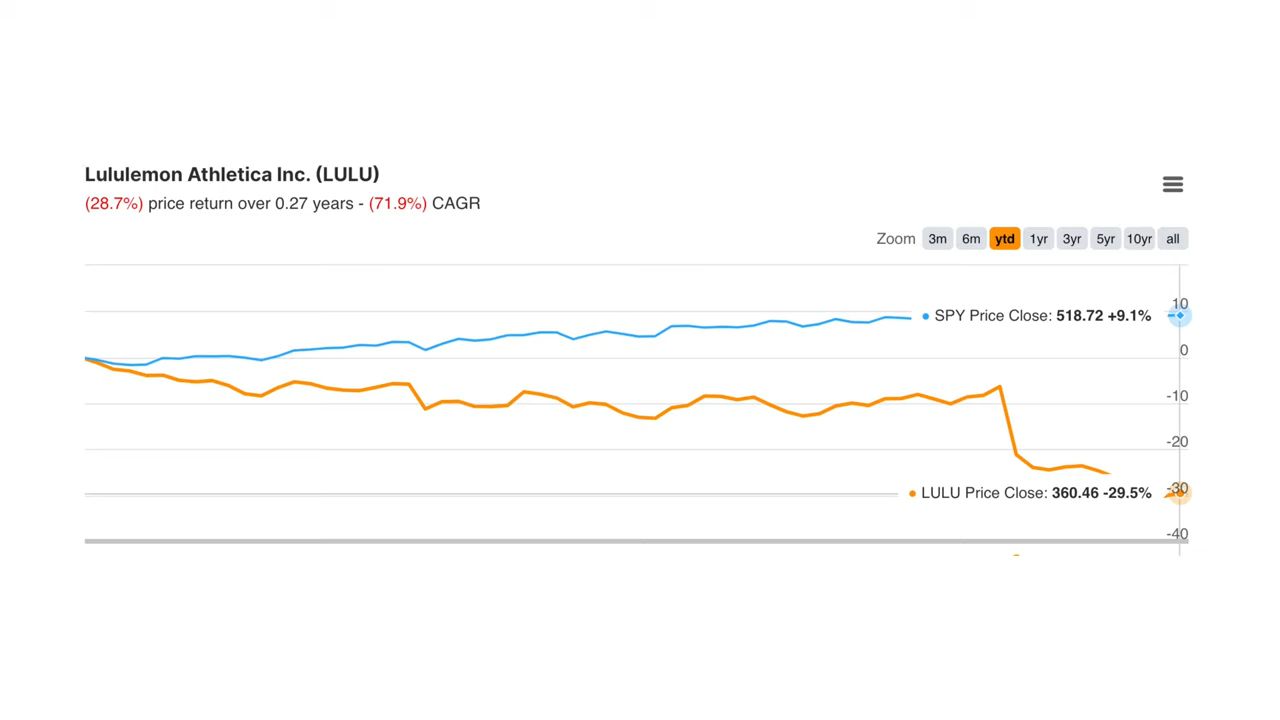 Lululemon Athletica Inc. (LULU)
(28.7%) price return over 0.27 years - (71.9%) CAGR
Zoom 3m 6m ytd 1yr 3yr 5yr 10yr all
10
SPY Price Close: 518.72 +9.1%
0
-10
-20
-30
LULU Price Close: 360.46 -29.5%
-40